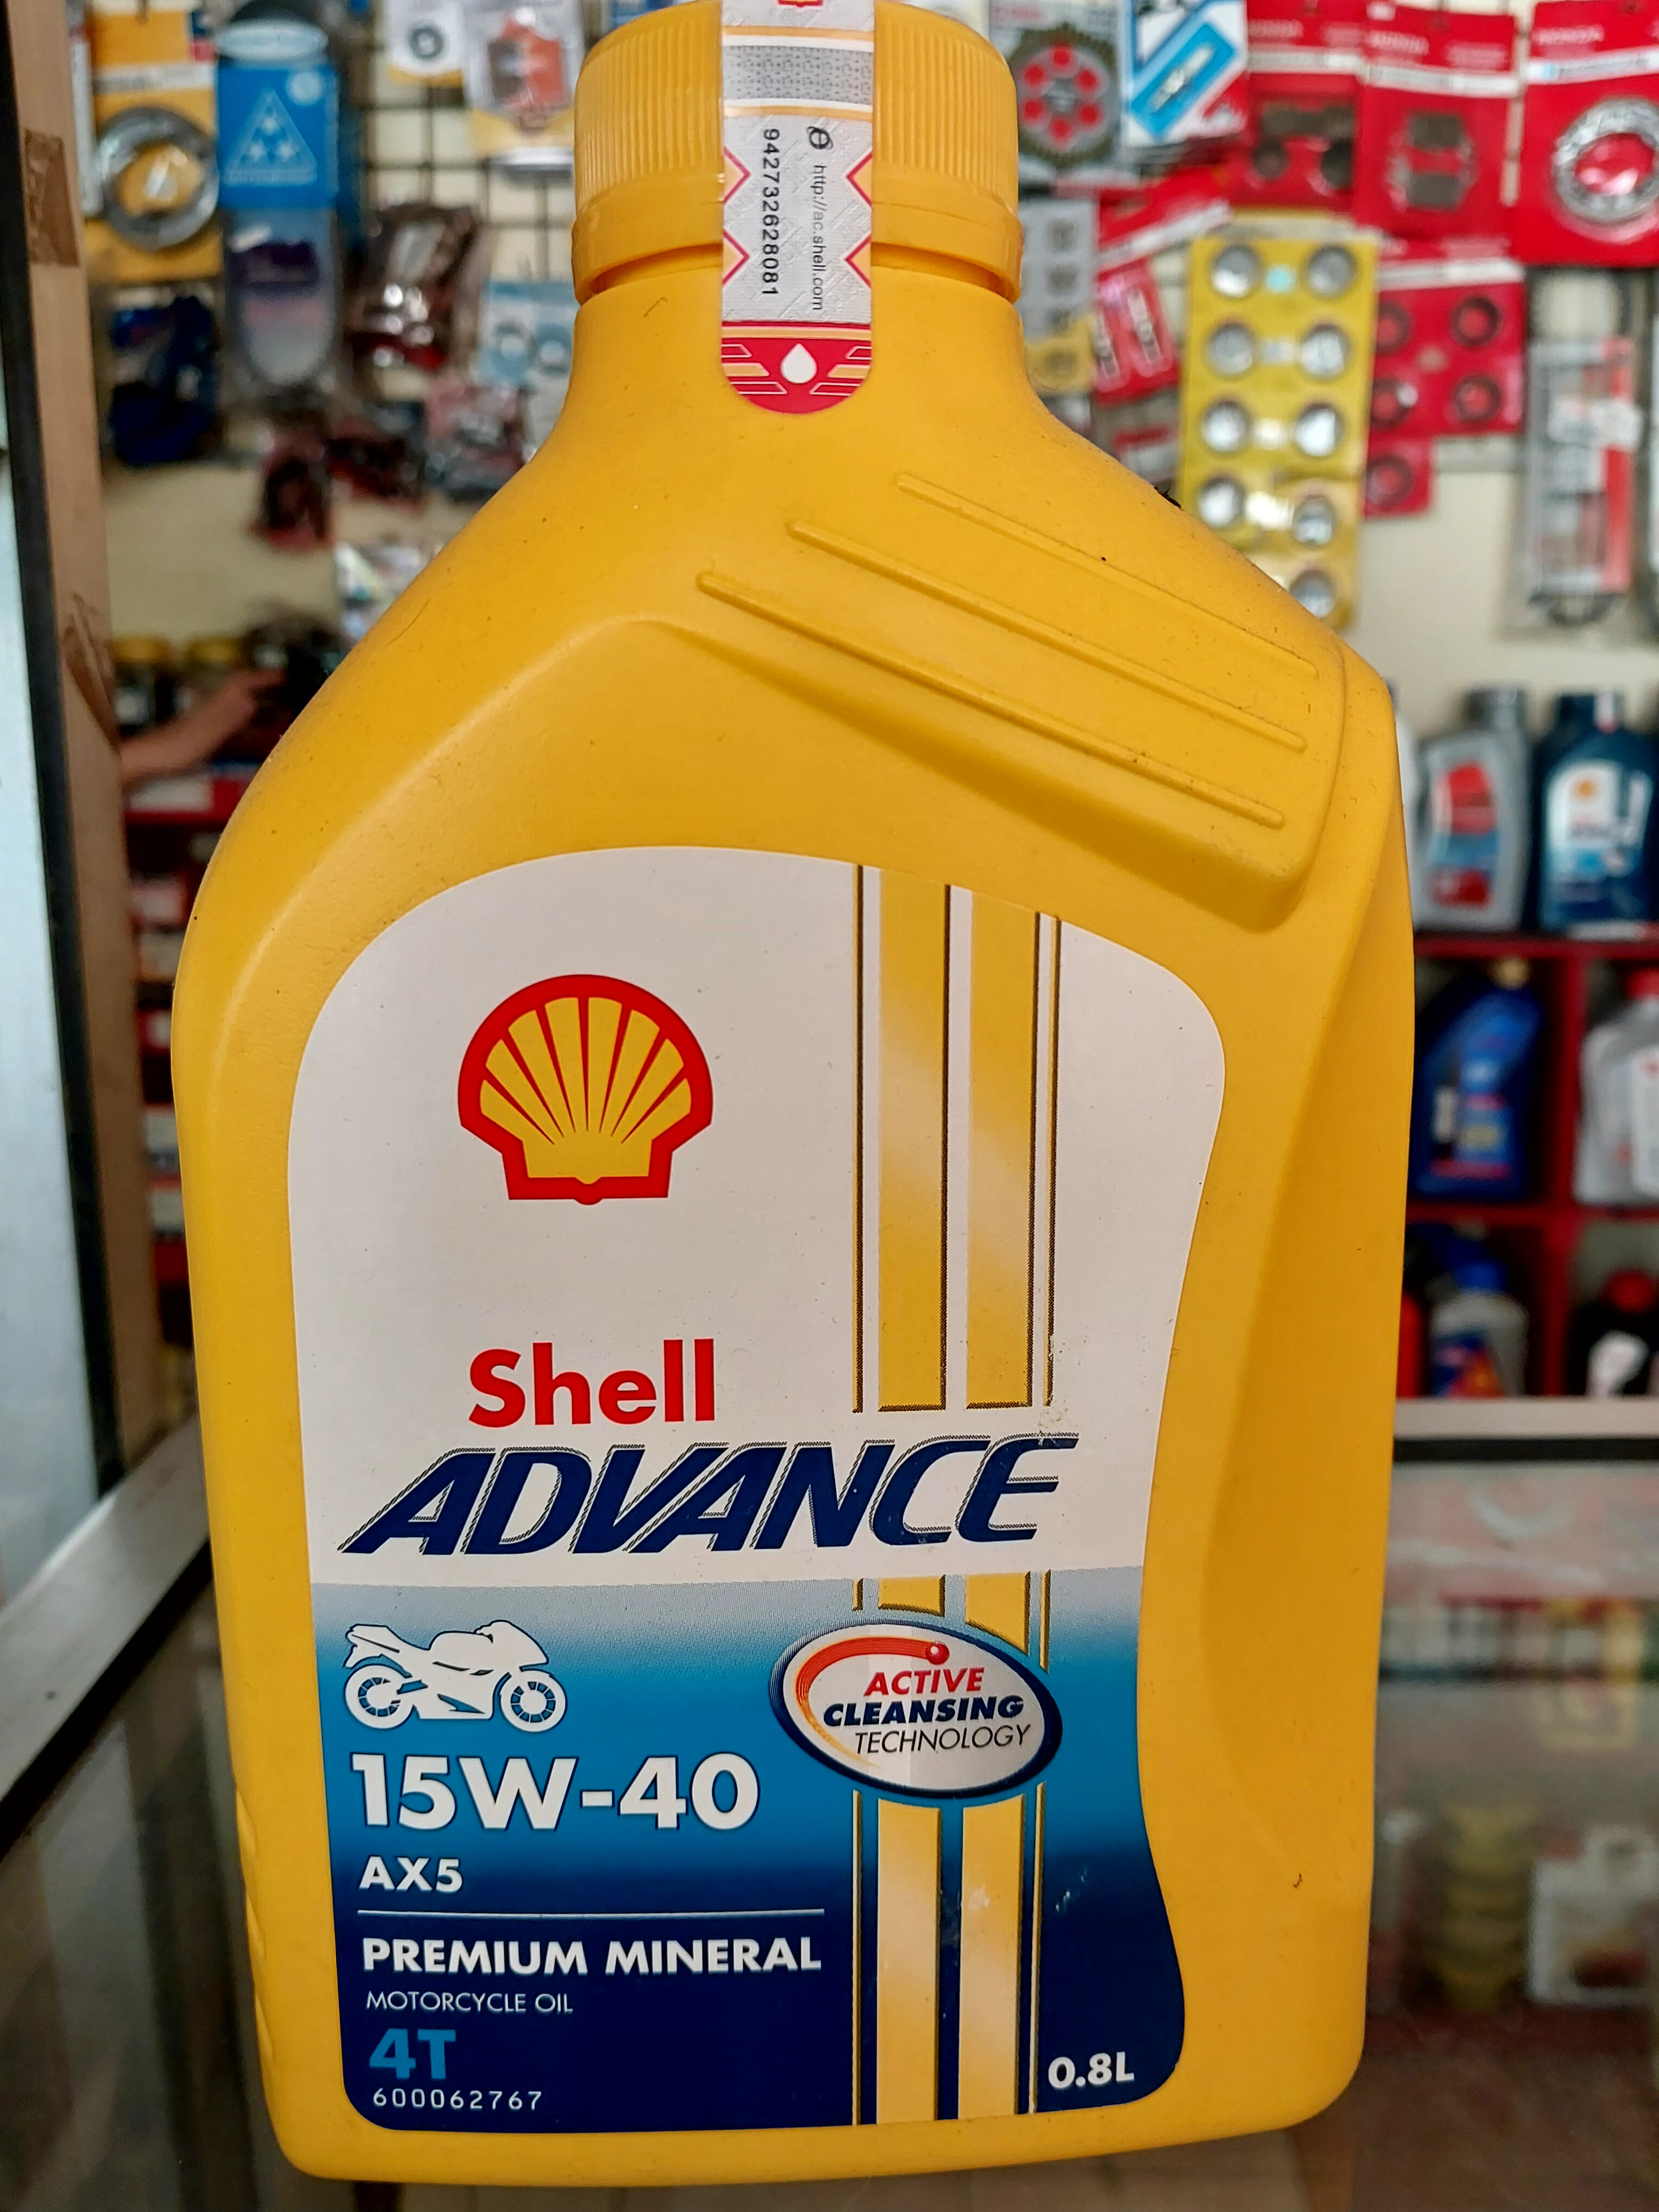 http://ac.shell.com
9427326628081
Shell
ADVANCE
ACTIVE
CLEANSING
TECHNOLOGY
15W-40
AX5
PREMIUM MINERAL
MOTORCYCLE OIL
4T
600062767
0.8L